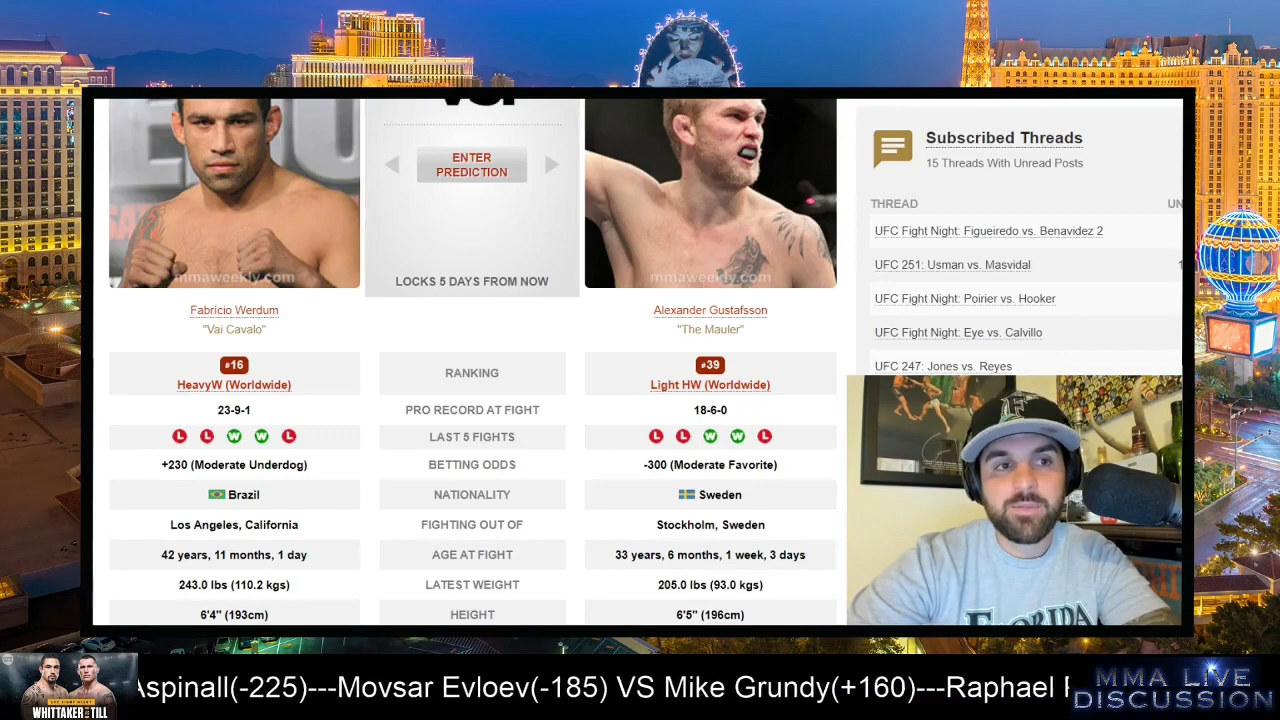 ENTER
PREDICTION
LOCKS 5 DAYS FROM NOW
mmaweekly.com
mmaweekly.com
Fabricio Werdum
"Vai Cavalo"
Alexander Gustafsson
"The Mauler"
#16
HeavyW (Worldwide)
RANKING
#39
Light HW (Worldwide)
23-9-1
PRO RECORD AT FIGHT
18-6-0
L L W W L
LAST 5 FIGHTS
L L W W L
+230 (Moderate Underdog)
BETTING ODDS
-300 (Moderate Favorite)
Brazil
NATIONALITY
Sweden
Los Angeles, California
FIGHTING OUT OF
Stockholm, Sweden
42 years, 11 months, 1 day
AGE AT FIGHT
33 years, 6 months, 1 week, 3 days
243.0 lbs (110.2 kgs)
LATEST WEIGHT
205.0 lbs (93.0 kgs)
6'4" (193cm)
HEIGHT
6'5" (196cm)
Subscribed Threads
15 Threads With Unread Posts
THREAD
UN
UFC Fight Night: Figueiredo vs. Benavidez 2
UFC 251: Usman vs. Masvidal
1
UFC Fight Night: Poirier vs. Hooker
UFC Fight Night: Eye vs. Calvillo
UFC 247: Jones vs. Reyes
F
FLORIDA
WHITTAKER VS TILL
Aspinall(-225)---Movsar Evloev(-185) VS Mike Grundy(+160)---Raphael
MMA LIVE
DISCUSSION